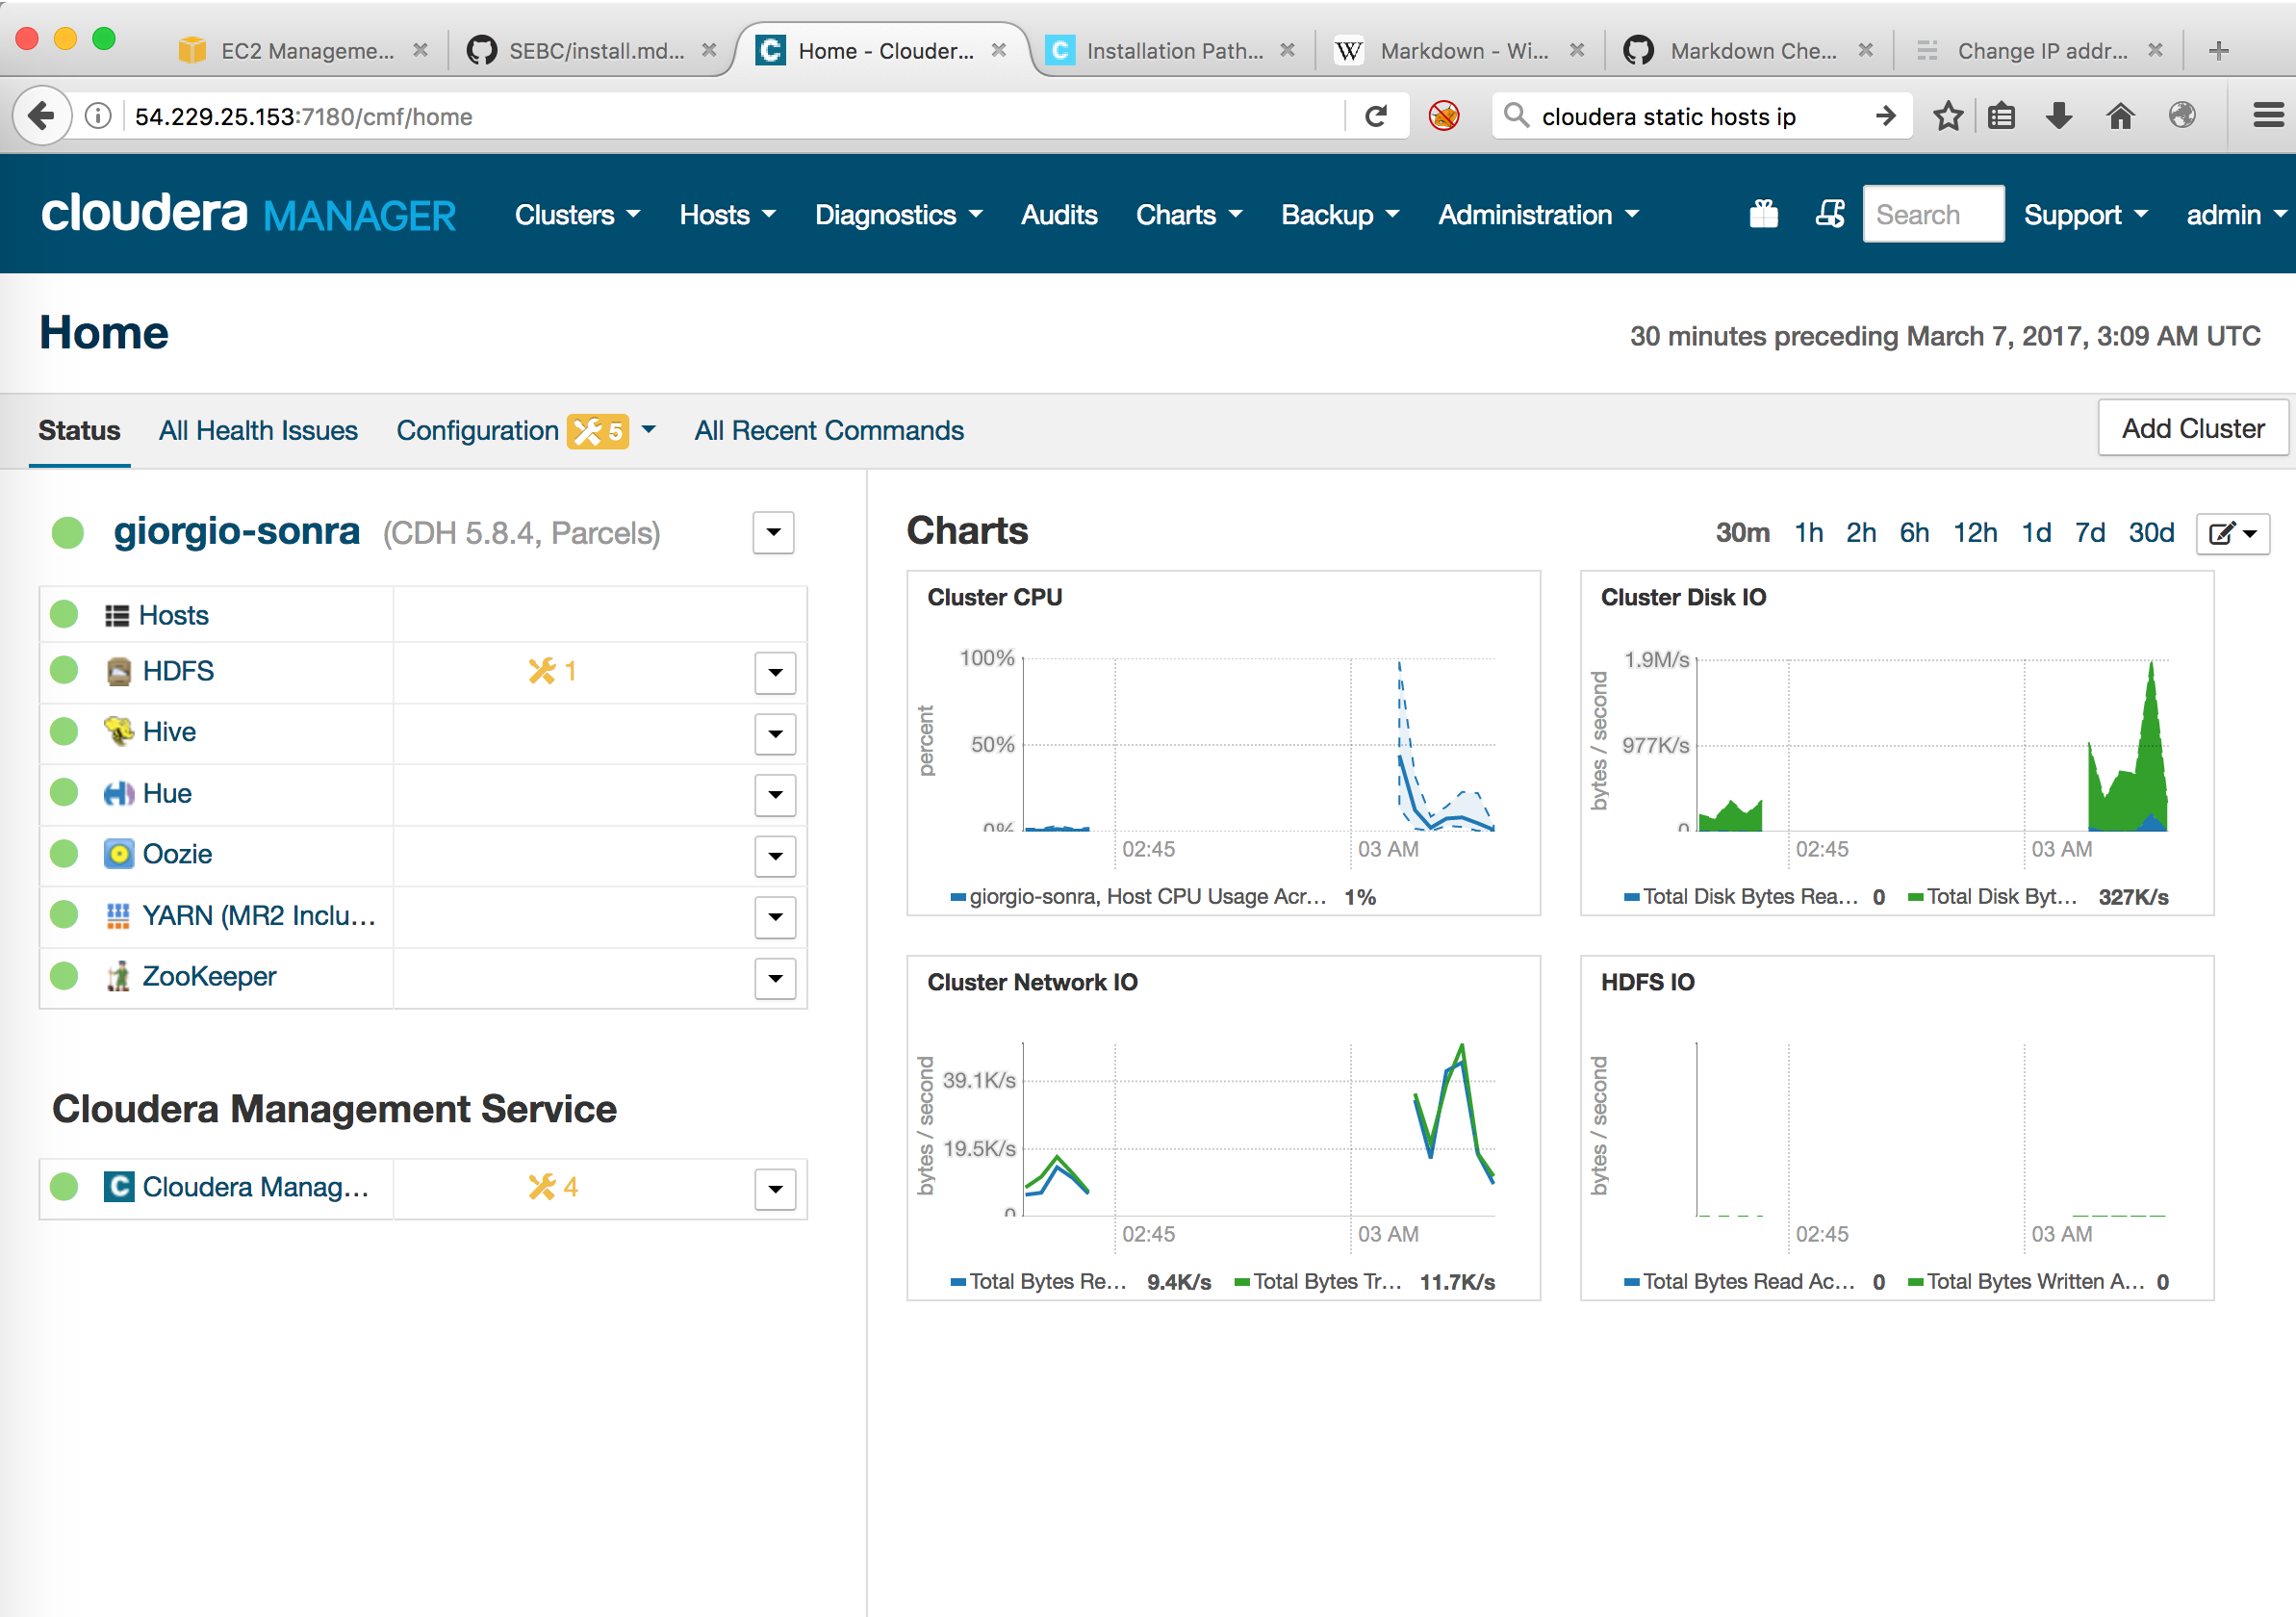 EC2 Manageme...
SEBC/install.md...
Home - Clouder...
Installation Path...
Markdown - Wi...
Markdown Che...
Change IP addr...
54.229.25.153:7180/cmf/home
cloudera static hosts ip
cloudera MANAGER
Clusters
Hosts
Diagnostics
Audits
Charts
Backup
Administration
Search
Support
admin
Home
30 minutes preceding March 7, 2017, 3:09 AM UTC
Status
All Health Issues
Configuration
5
All Recent Commands
Add Cluster
giorgio-sonra (CDH 5.8.4, Parcels)
Hosts
HDFS
1
Hive
Hue
Oozie
YARN (MR2 Inclu...
ZooKeeper
Cloudera Management Service
Cloudera Manag...
4
Charts
30m 1h 2h 6h 12h 1d 7d 30d
Cluster CPU
percent
100%
50%
0%
02:45
03 AM
giorgio-sonra, Host CPU Usage Acr... 1%
Cluster Disk IO
bytes / second
1.9M/s
977K/s
0
02:45
03 AM
Total Disk Bytes Rea... 0
Total Disk Byt... 327K/s
Cluster Network IO
bytes / second
39.1K/s
19.5K/s
0
02:45
03 AM
Total Bytes Re... 9.4K/s
Total Bytes Tr... 11.7K/s
HDFS IO
bytes / second
02:45
03 AM
Total Bytes Read Ac... 0
Total Bytes Written A... 0